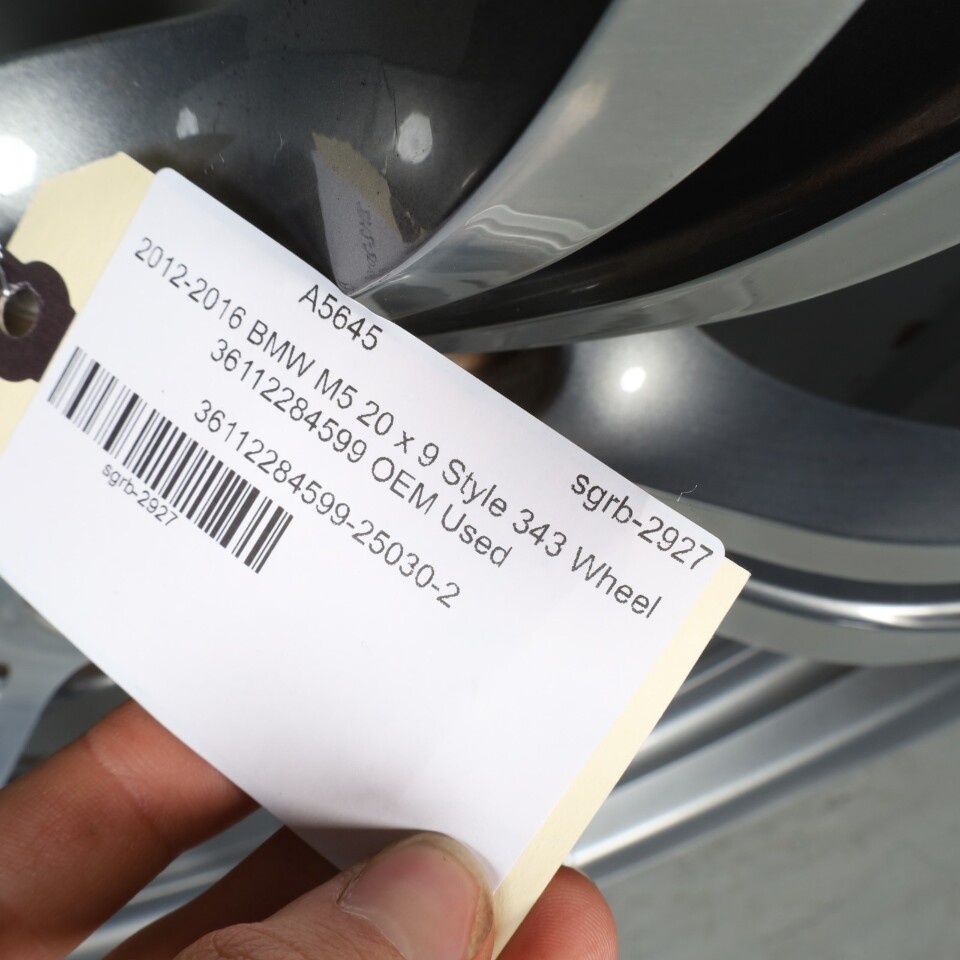 A5645
sgrb-2927
2012-2016 BMW M5 20 x 9 Style 343 Wheel
36112284599 OEM Used
36112284599-25030-2
sgrb-2927